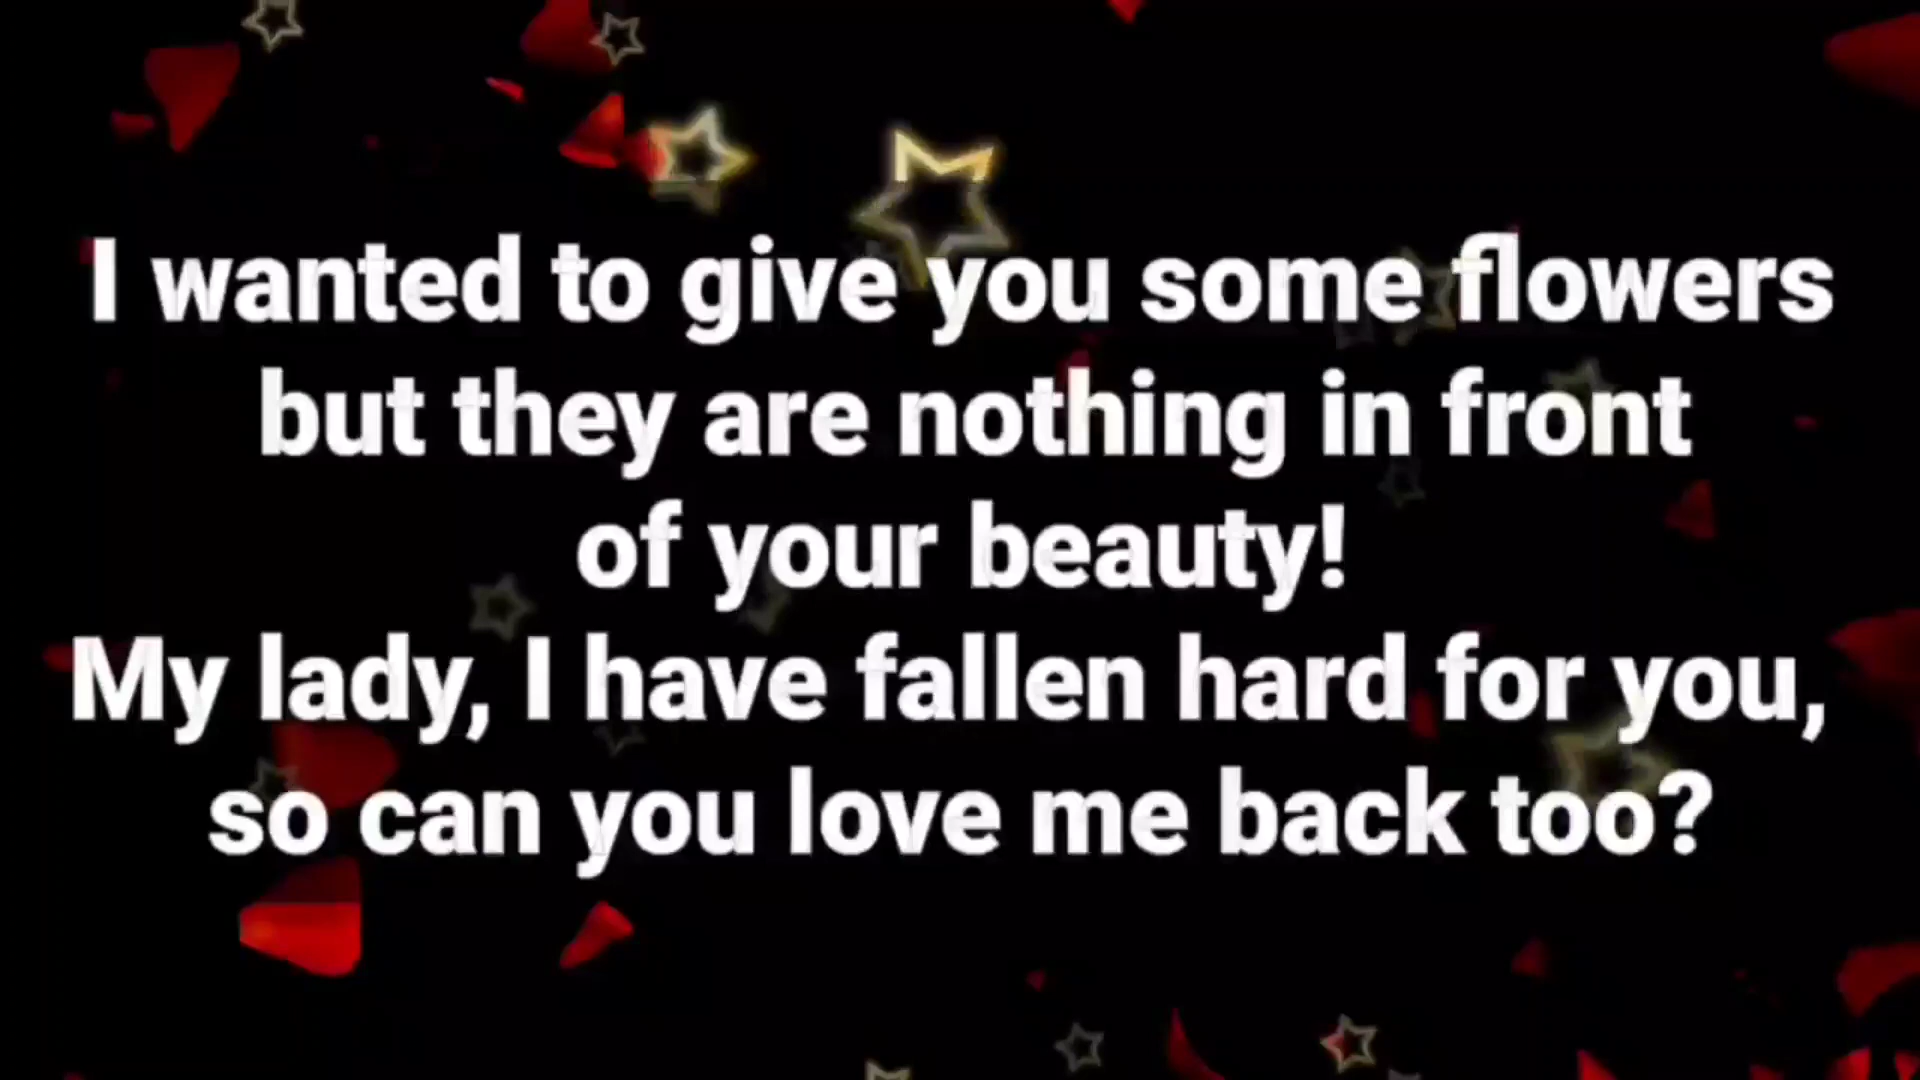 I wanted to give you some flowers
but they are nothing in front
of your beauty!
My lady, I have fallen hard for you,
so can you love me back too?